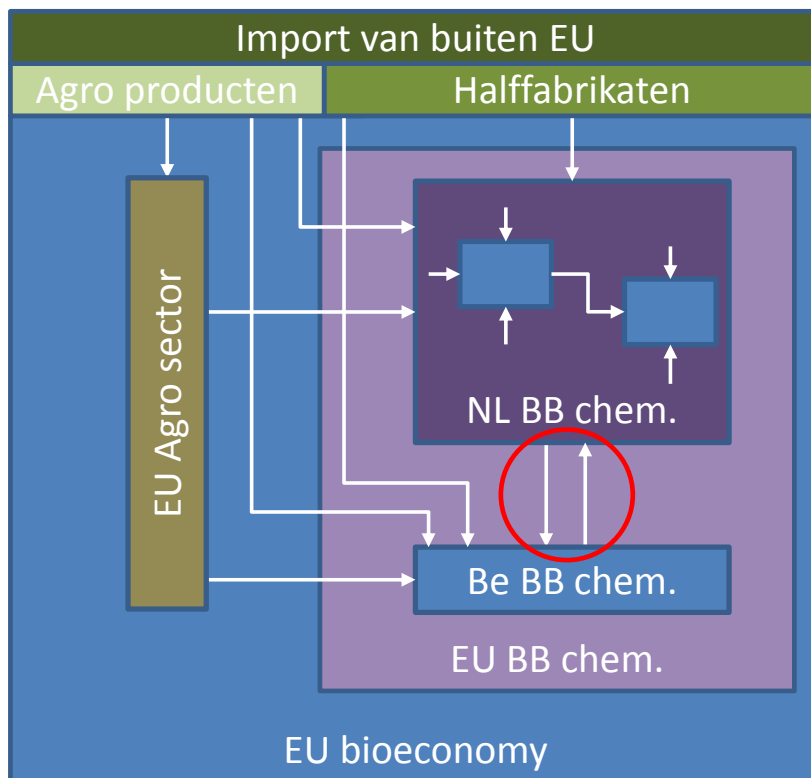 Import van buiten EU
Agro producten
Halffabrikaten
EU Agro sector
NL BB chem.
Be BB chem.
EU BB chem.
EU bioeconomy